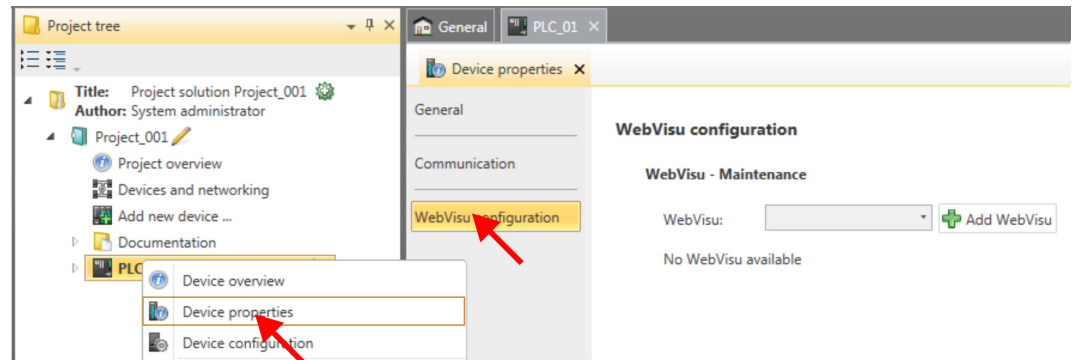 Project tree
Title: Project solution Project_001
Author: System administrator
Project_001
Project overview
Devices and networking
Add new device ...
Documentation
PLC
Device overview
Device properties
Device configuration
General
PLC_01
Device properties
General
Communication
WebVisu configuration
WebVisu configuration
WebVisu - Maintenance
WebVisu:
Add WebVisu
No WebVisu available